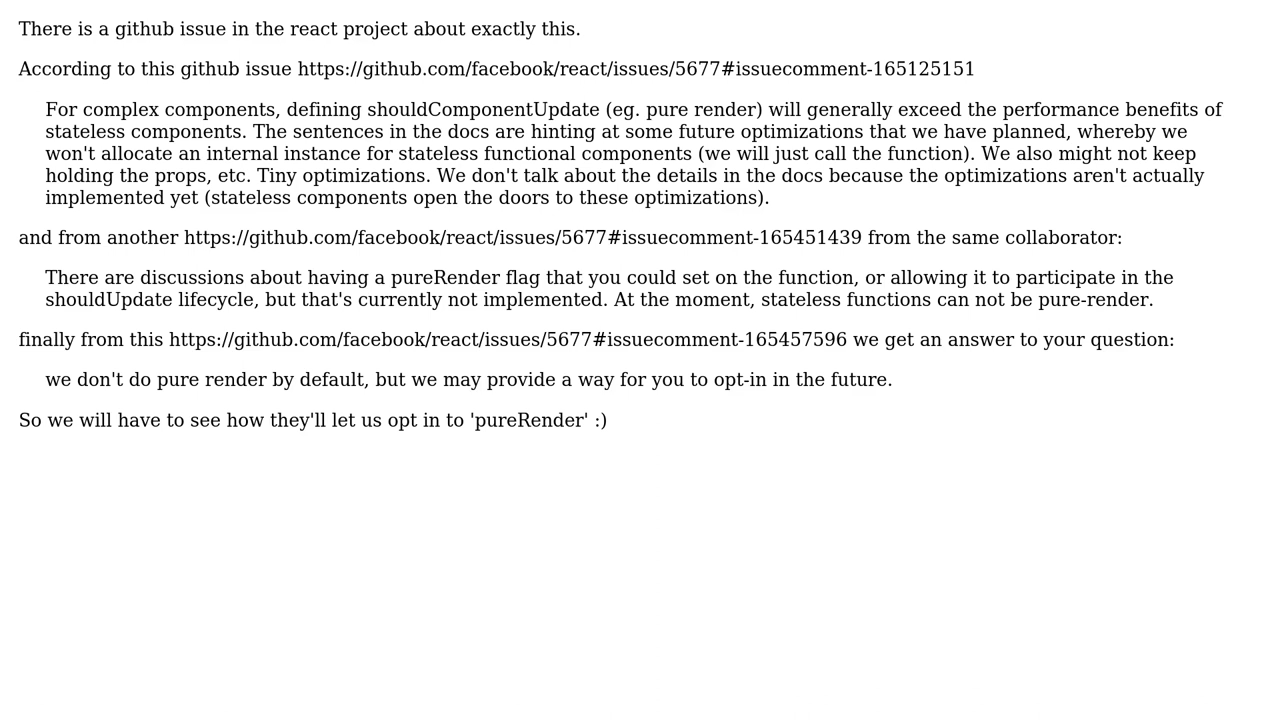 There is a github issue in the react project about exactly this.
According to this github issue https://github.com/facebook/react/issues/5677#issuecomment-165125151
For complex components, defining shouldComponentUpdate (eg. pure render) will generally exceed the performance benefits of
stateless components. The sentences in the docs are hinting at some future optimizations that we have planned, whereby we
won't allocate an internal instance for stateless functional components (we will just call the function). We also might not keep
holding the props, etc. Tiny optimizations. We don't talk about the details in the docs because the optimizations aren't actually
implemented yet (stateless components open the doors to these optimizations).
and from another https://github.com/facebook/react/issues/5677#issuecomment-165451439 from the same collaborator:
There are discussions about having a pureRender flag that you could set on the function, or allowing it to participate in the
shouldUpdate lifecycle, but that's currently not implemented. At the moment, stateless functions can not be pure-render.
finally from this https://github.com/facebook/react/issues/5677#issuecomment-165457596 we get an answer to your question:
we don't do pure render by default, but we may provide a way for you to opt-in in the future.
So we will have to see how they'll let us opt in to 'pureRender' :)